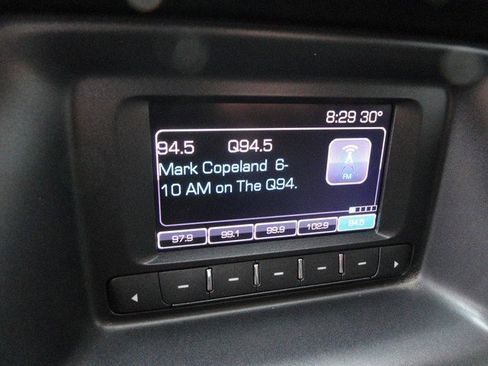 8:29 30°
94.5 Q94.5
Mark Copeland 6-
10 AM on The Q94.
FM
97.9 99.1 99.9 102.9 94.5